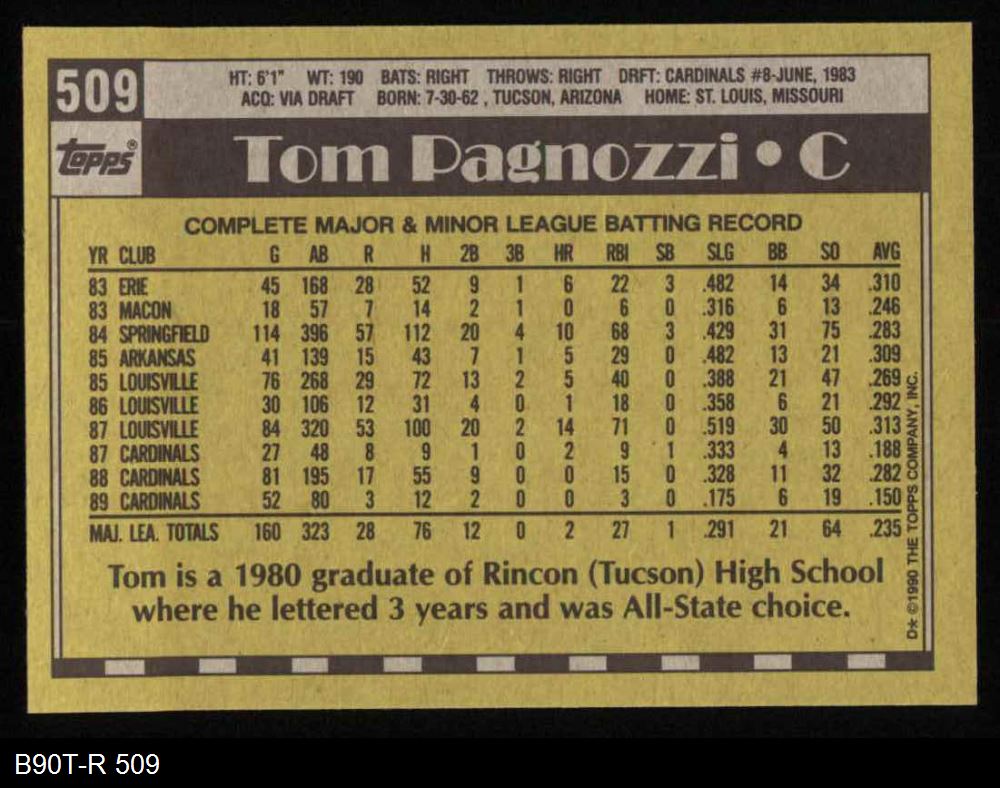 509
HT: 6'1" WT: 190 BATS: RIGHT THROWS: RIGHT DRFT: CARDINALS #8-JUNE, 1983
ACQ: VIA DRAFT BORN: 7-30-62 , TUCSON, ARIZONA HOME: ST. LOUIS, MISSOURI
topps®
Tom Pagnozzi • C
COMPLETE MAJOR & MINOR LEAGUE BATTING RECORD
YR CLUB G AB R H 2B 3B HR RBI SB SLG BB SO AVG
83 ERIE 45 168 28 52 9 1 6 22 3 .482 14 34 .310
83 MACON 18 57 7 14 2 1 0 6 0 .316 6 13 .246
84 SPRINGFIELD 114 396 57 112 20 4 10 68 3 .429 31 75 .283
85 ARKANSAS 41 139 15 43 7 1 5 29 0 .482 13 21 .309
85 LOUISVILLE 76 268 29 72 13 2 5 40 0 .388 21 47 .269
86 LOUISVILLE 30 106 12 31 4 0 1 18 0 .358 6 21 .292
87 LOUISVILLE 84 320 53 100 20 2 14 71 0 .519 30 50 .313
87 CARDINALS 27 48 8 9 1 0 2 9 1 .333 4 13 .188
88 CARDINALS 81 195 17 55 9 0 0 15 0 .328 11 32 .282
89 CARDINALS 52 80 3 12 2 0 0 3 0 .175 6 19 .150
MAJ. LEA. TOTALS 160 323 28 76 12 0 2 27 1 .291 21 64 .235
Tom is a 1980 graduate of Rincon (Tucson) High School
where he lettered 3 years and was All-State choice.
D* ©1990 THE TOPPS COMPANY, INC.
B90T-R 509